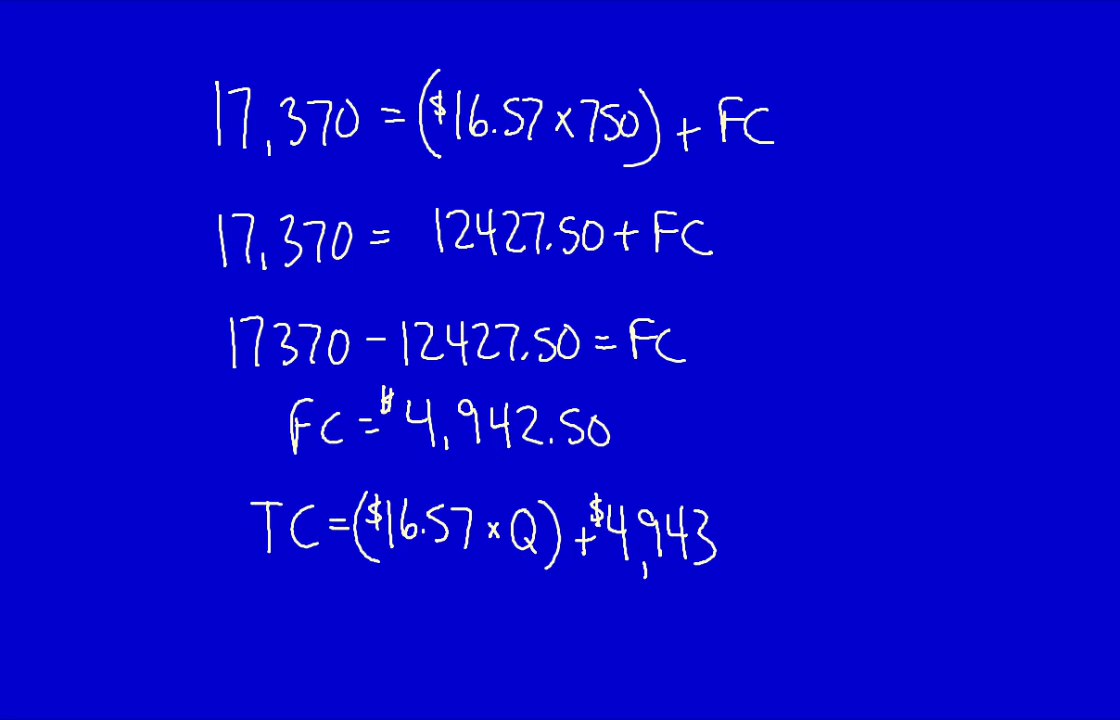 17,370 = ($16.57 x 750) + FC
17,370 = 12427.50 + FC
17370 - 12427.50 = FC
FC = $4,942.50
TC = ($16.57 x Q) + $4,943